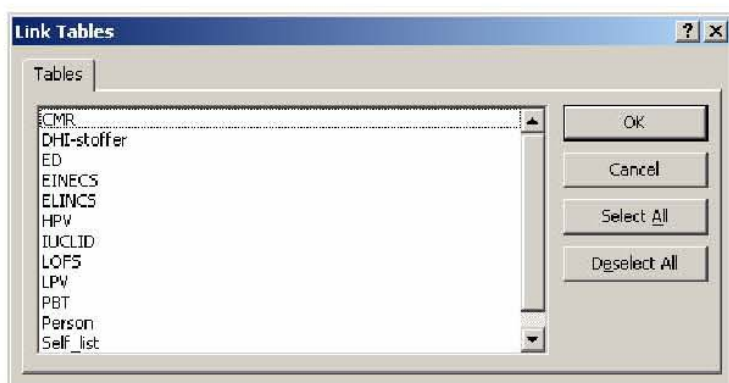 Link Tables
Tables
CMR
DHI-stoffer
ED
EINECS
ELINCS
HPV
IUCLID
LOFS
LPV
PBT
Person
Self_list
OK
Cancel
Select All
Deselect All